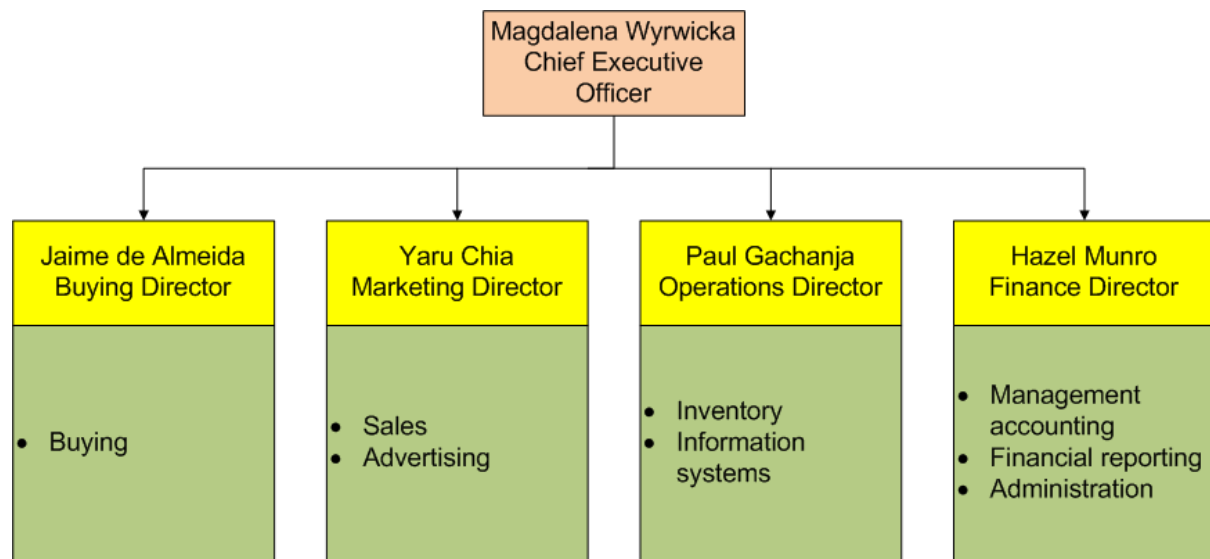 Magdalena Wyrwicka
Chief Executive
Officer
Jaime de Almeida
Buying Director
• Buying
Yaru Chia
Marketing Director
• Sales
• Advertising
Paul Gachanja
Operations Director
• Inventory
• Information
systems
Hazel Munro
Finance Director
• Management
accounting
• Financial reporting
• Administration